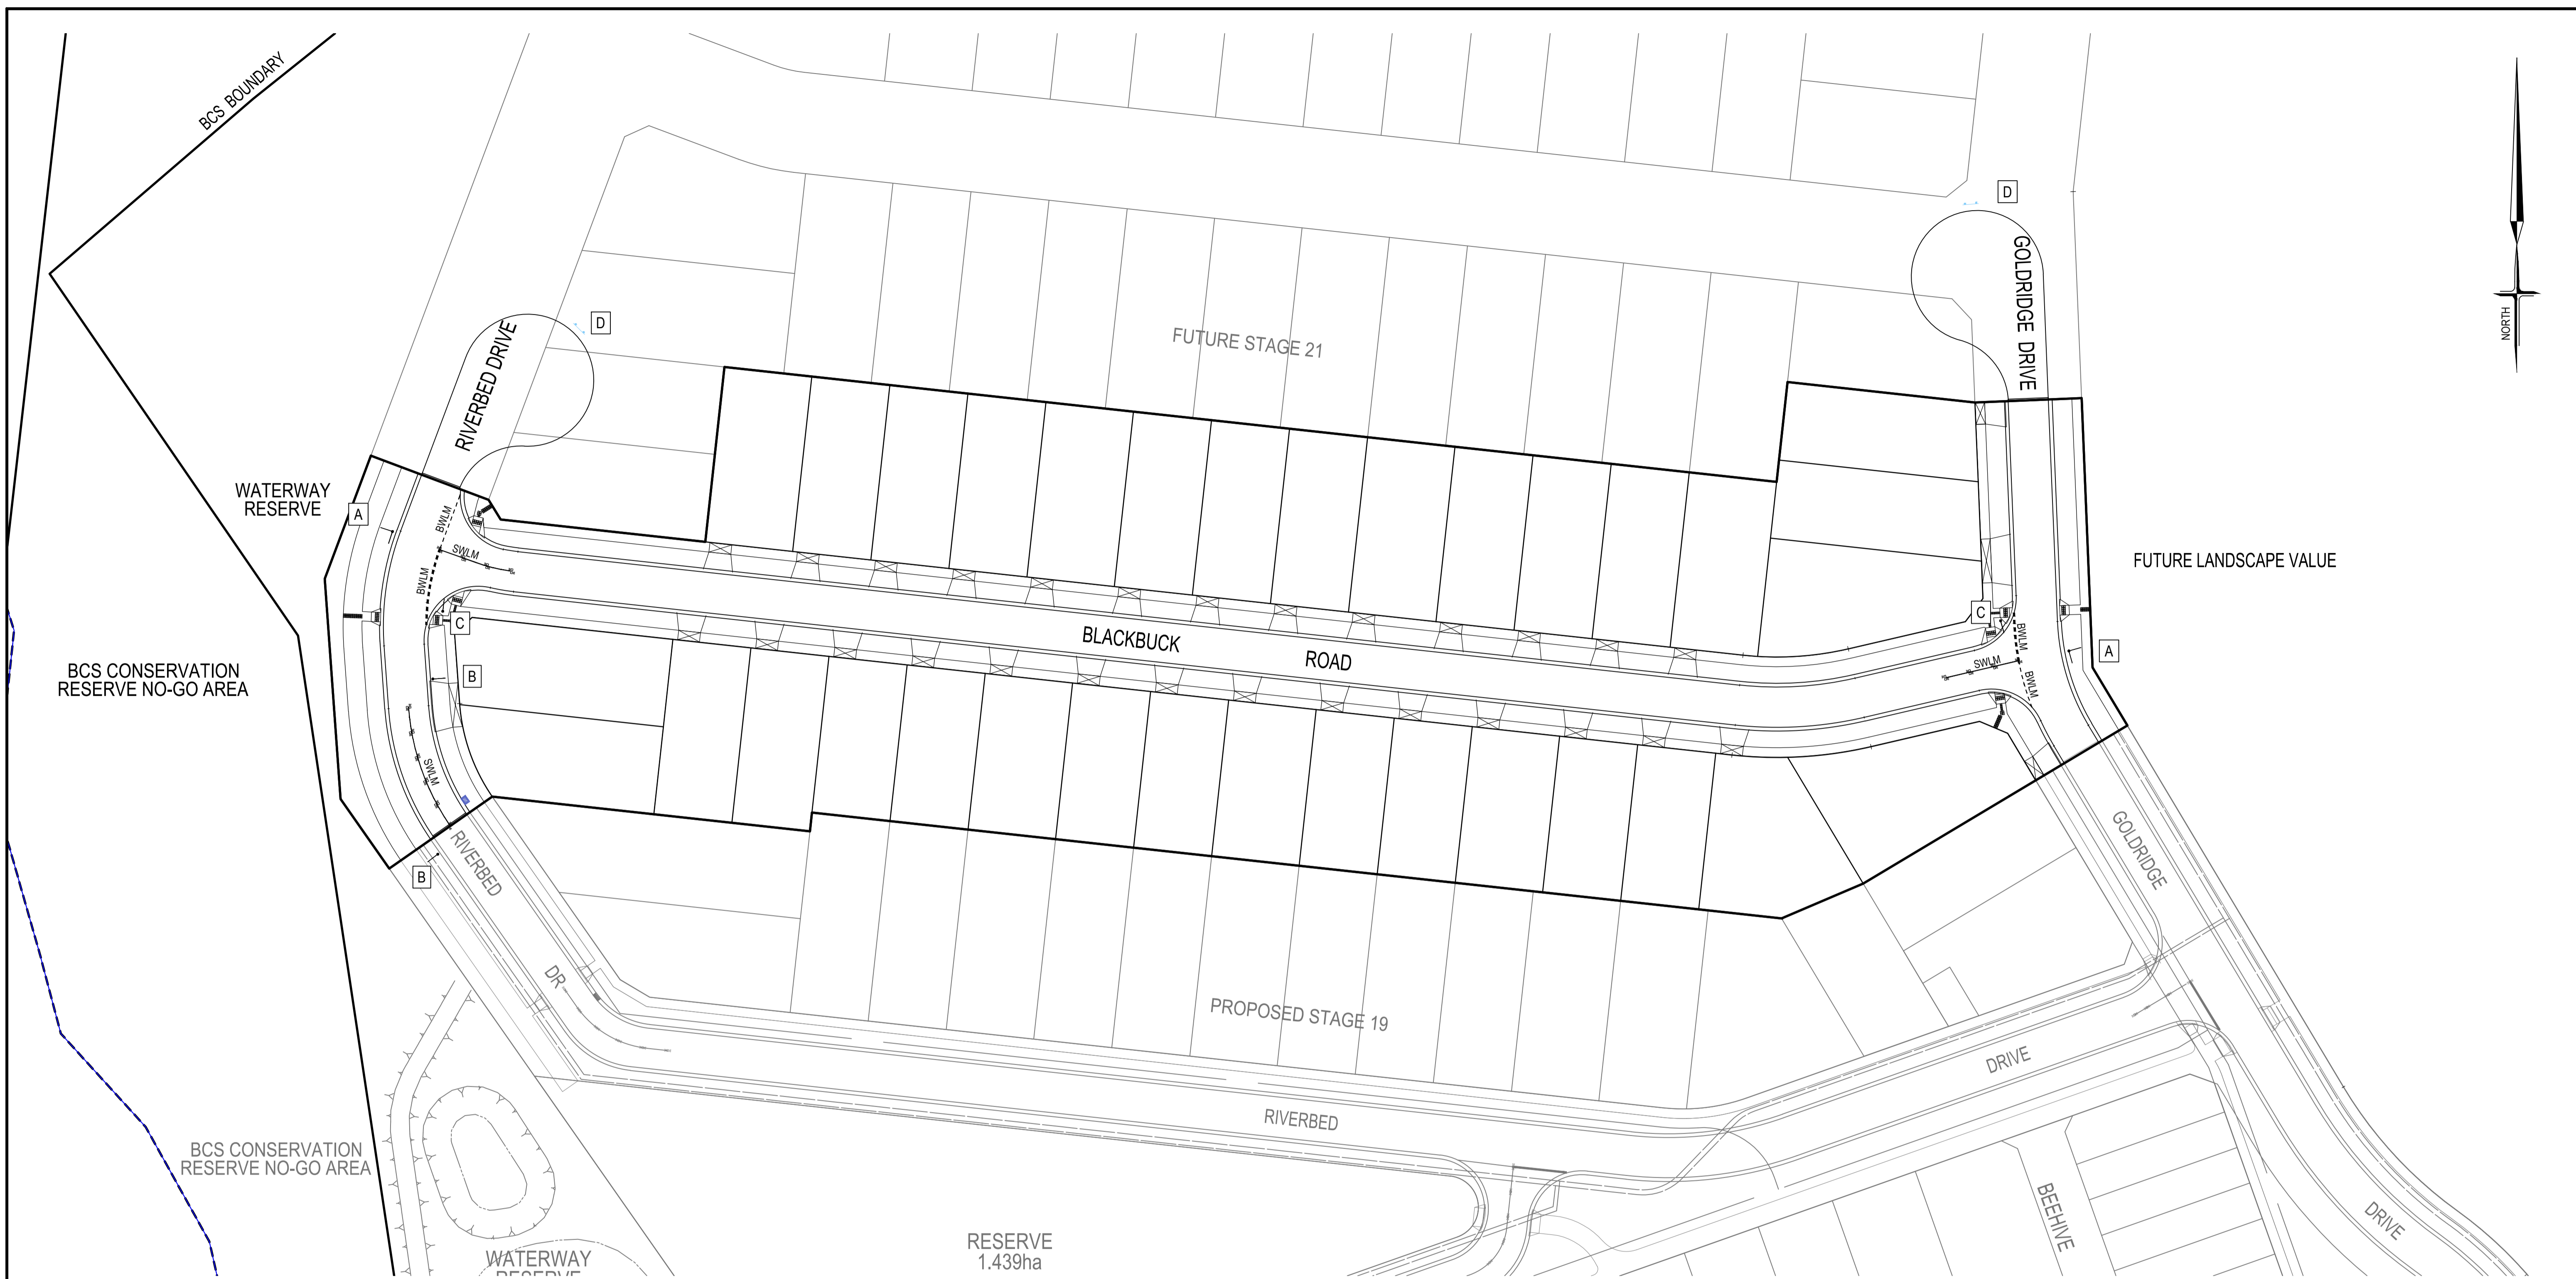 BCS BOUNDARY
D
GOLDRIDGE DRIVE
NORTH
D
RIVERBED DRIVE
FUTURE STAGE 21
WATERWAY
RESERVE
A
BWLM
SWLM
BWLM
FUTURE LANDSCAPE VALUE
C
C
BLACKBUCK
ROAD
BWLM
SWLM
BWLM
A
BCS CONSERVATION
RESERVE NO-GO AREA
B
SWLM
B
RIVERBED
DR
GOLDRIDGE
PROPOSED STAGE 19
DRIVE
RIVERBED
BCS CONSERVATION
RESERVE NO-GO AREA
BEEHIVE
DRIVE
RESERVE
1.439ha
WATERWAY
RESERVE